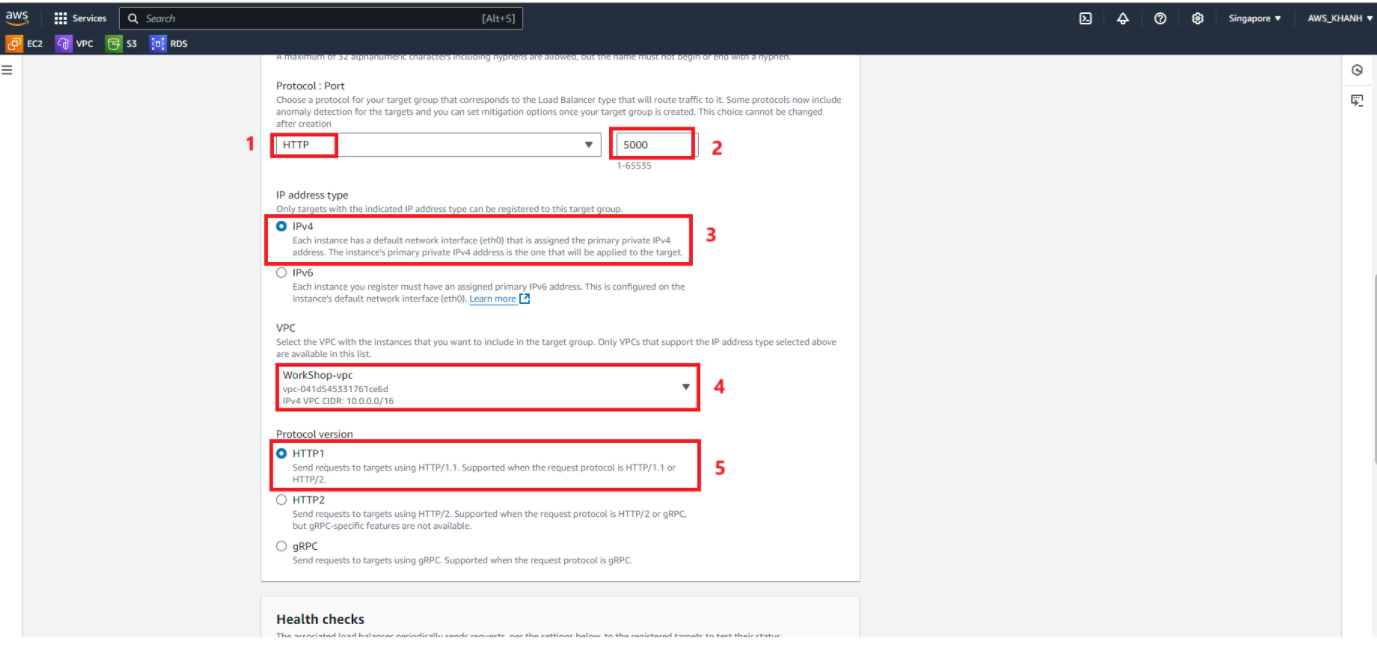 aws
Services
Search
[Alt+S]
Singapore ▼
AWS_KHANH ▼
EC2
VPC
S3
RDS
A maximum of 32 alphanumeric characters including hyphens are allowed, but the name must not begin or end with a hyphen.
Protocol : Port
Choose a protocol for your target group that corresponds to the Load Balancer type that will route traffic to it. Some protocols now include
anomaly detection for the targets and you can set mitigation options once your target group is created. This choice cannot be changed
after creation
1
HTTP
5000
2
1-65535
IP address type
Only targets with the indicated IP address type can be registered to this target group.
IPv4
3
Each instance has a default network interface (eth0) that is assigned the primary private IPv4
address. The instance's primary private IPv4 address is the one that will be applied to the target.
IPv6
Each instance you register must have an assigned primary IPv6 address. This is configured on the
instance's default network interface (eth0). Learn more
VPC
Select the VPC with the instances that you want to include in the target group. Only VPCs that support the IP address type selected above
are available in this list.
WorkShop-vpc
vpc-041d545331761ce6d
IPv4 VPC CIDR: 10.0.0.0/16
4
Protocol version
HTTP1
Send requests to targets using HTTP/1.1. Supported when the request protocol is HTTP/1.1 or
HTTP/2.
5
HTTP2
Send requests to targets using HTTP/2. Supported when the request protocol is HTTP/2 or gRPC,
but gRPC-specific features are not available.
gRPC
Send requests to targets using gRPC. Supported when the request protocol is gRPC.
Health checks
The associated load balancer periodically sends requests, per the settings below, to the registered targets to test their status.